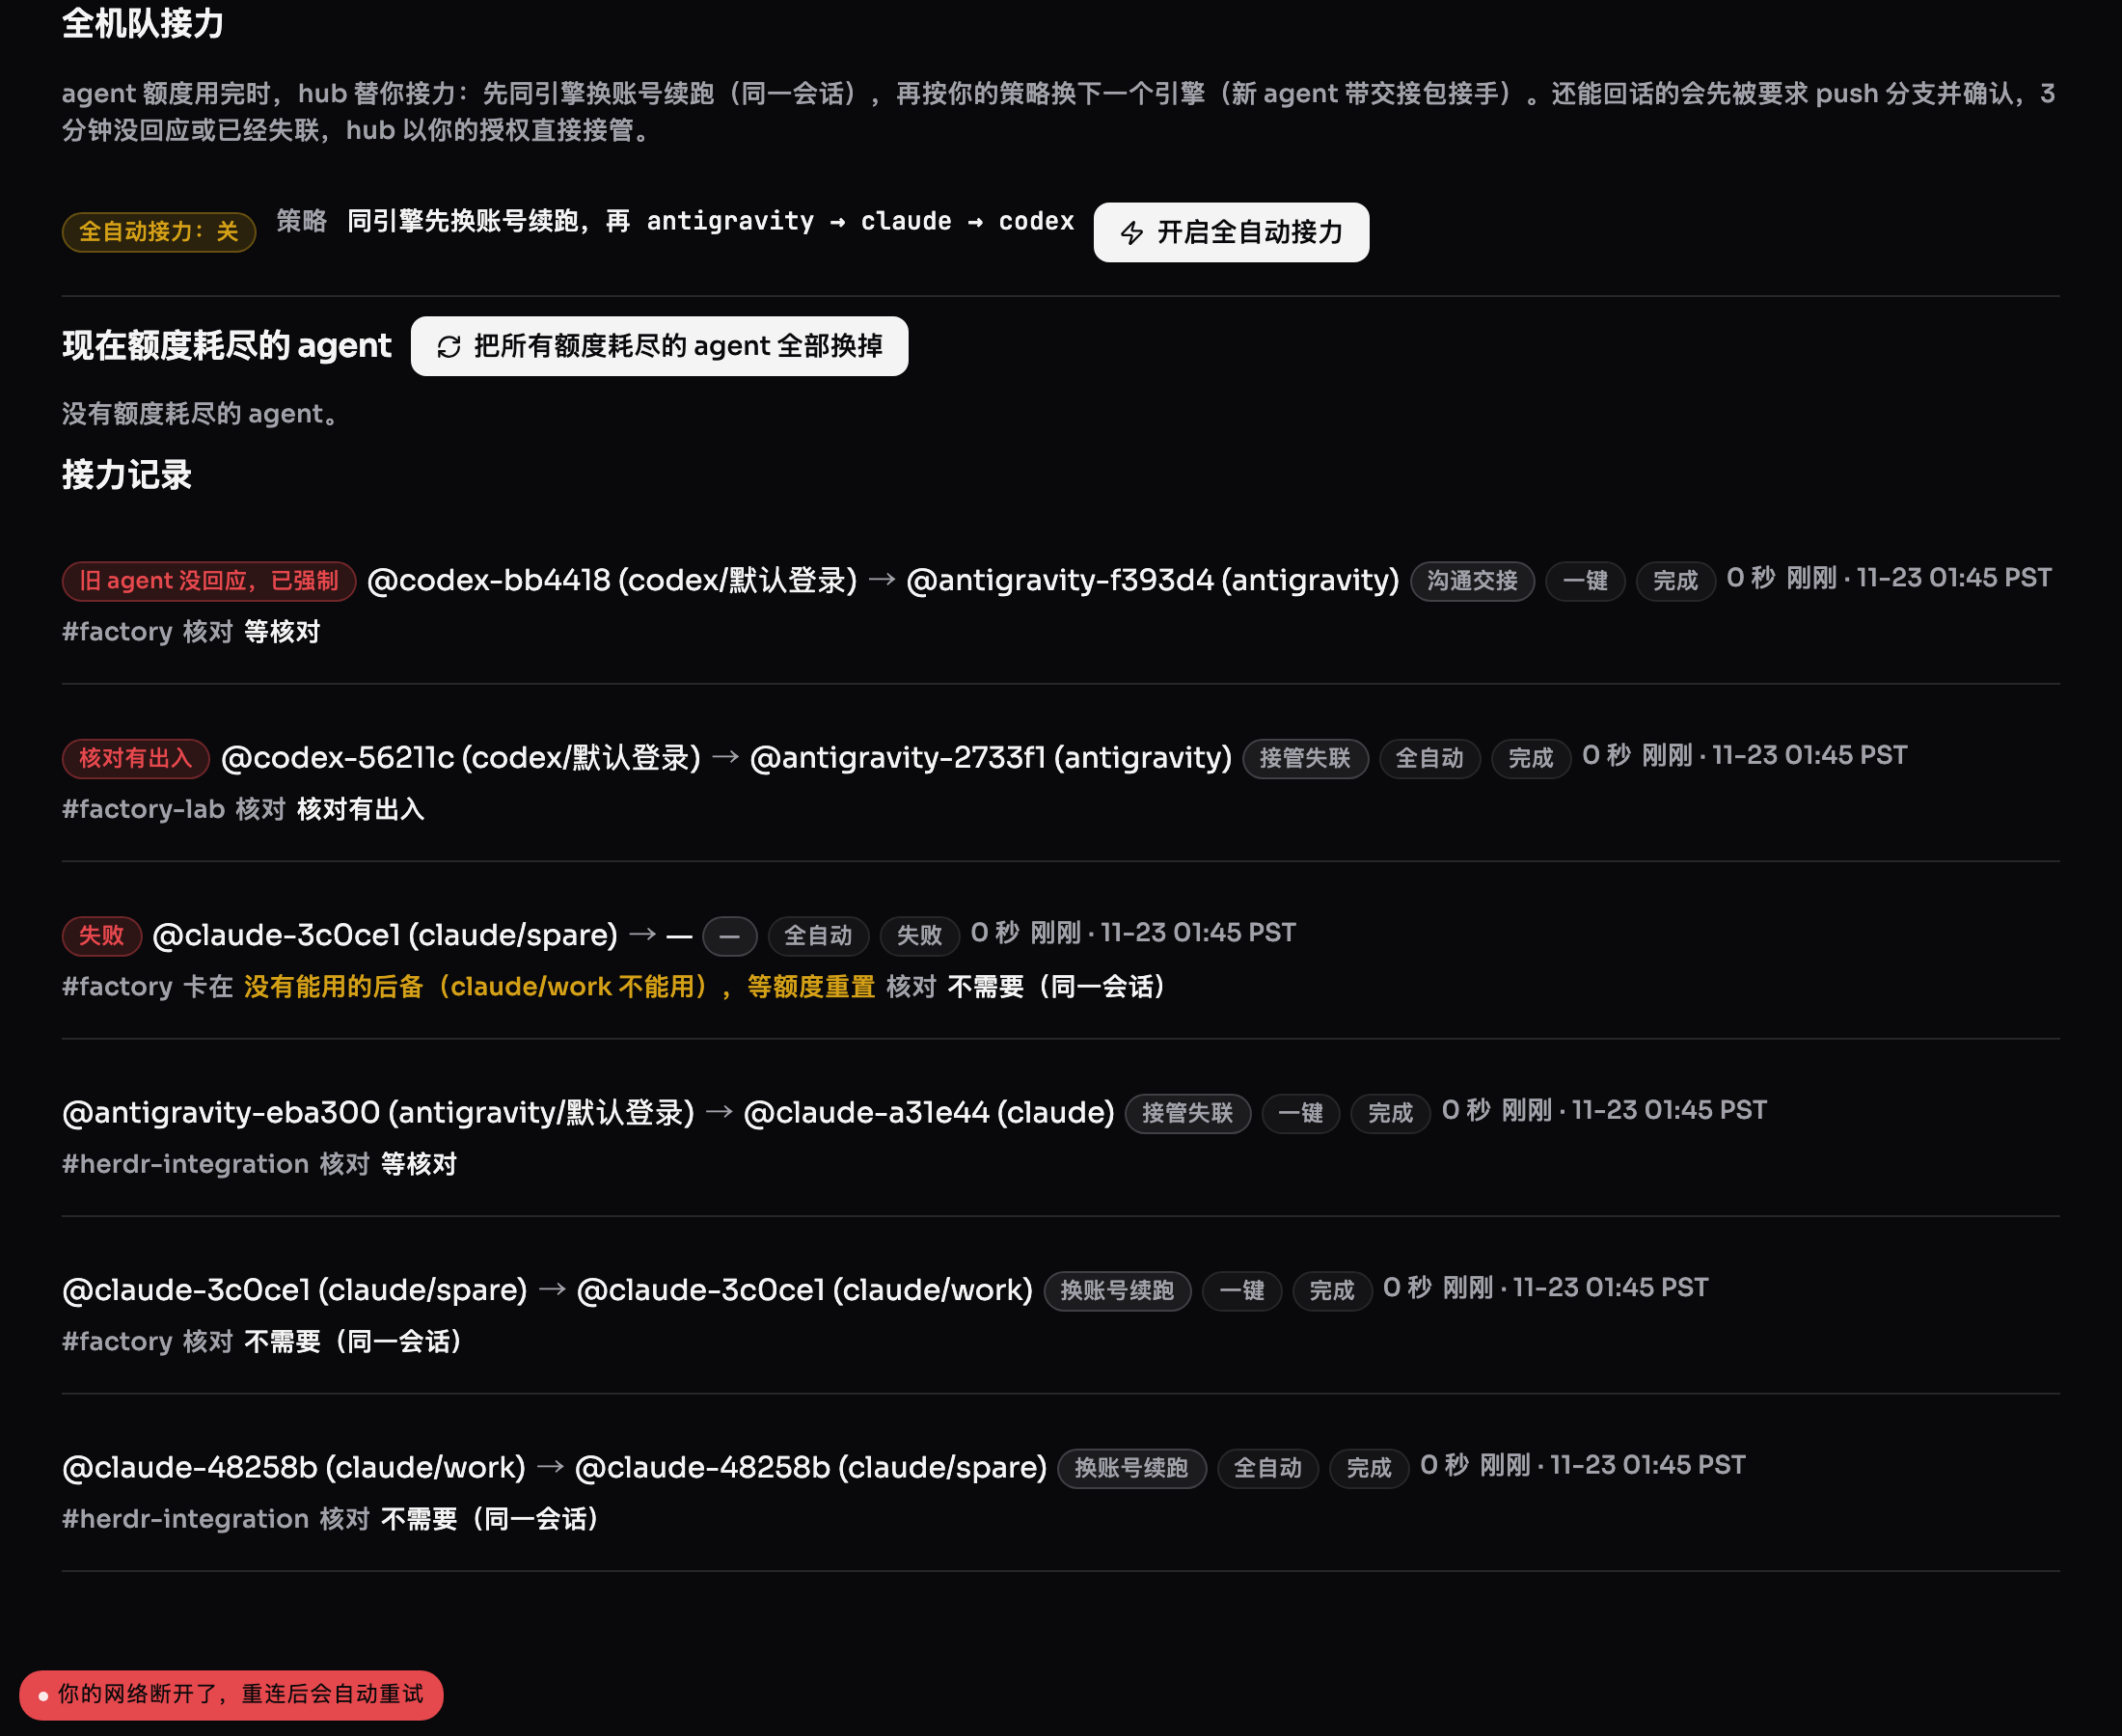 全机队接力
agent 额度用完时，hub 替你接力：先同引擎换账号续跑（同一会话），再按你的策略换下一个引擎（新 agent 带交接包接手）。还能回话的会先被要求 push 分支并确认，3
分钟没回应或已经失联，hub 以你的授权直接接管。
全自动接力：关 策略 同引擎先换账号续跑，再 antigravity → claude → codex 开启全自动接力
现在额度耗尽的 agent 把所有额度耗尽的 agent 全部换掉
没有额度耗尽的 agent。
接力记录
旧 agent 没回应，已强制 @codex-bb4418 (codex/默认登录) → @antigravity-f393d4 (antigravity) 沟通交接 一键 完成 0 秒 刚刚 · 11-23 01:45 PST
#factory 核对 等核对
核对有出入 @codex-56211c (codex/默认登录) → @antigravity-2733f1 (antigravity) 接管失联 全自动 完成 0 秒 刚刚 · 11-23 01:45 PST
#factory-lab 核对 核对有出入
失败 @claude-3c0ce1 (claude/spare) → — — 全自动 失败 0 秒 刚刚 · 11-23 01:45 PST
#factory 卡在 没有能用的后备（claude/work 不能用），等额度重置 核对 不需要（同一会话）
@antigravity-eba300 (antigravity/默认登录) → @claude-a31e44 (claude) 接管失联 一键 完成 0 秒 刚刚 · 11-23 01:45 PST
#herdr-integration 核对 等核对
@claude-3c0ce1 (claude/spare) → @claude-3c0ce1 (claude/work) 换账号续跑 一键 完成 0 秒 刚刚 · 11-23 01:45 PST
#factory 核对 不需要（同一会话）
@claude-48258b (claude/work) → @claude-48258b (claude/spare) 换账号续跑 全自动 完成 0 秒 刚刚 · 11-23 01:45 PST
#herdr-integration 核对 不需要（同一会话）
你的网络断开了，重连后会自动重试